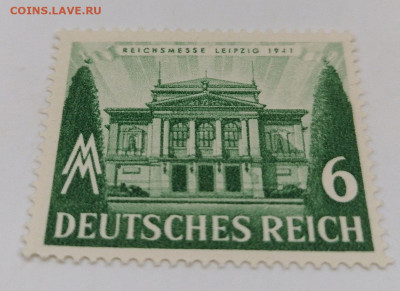 COINS.LAVE.RU
REICHSMESSE LEIPZIG 1941
MM
6
DEUTSCHES REICH